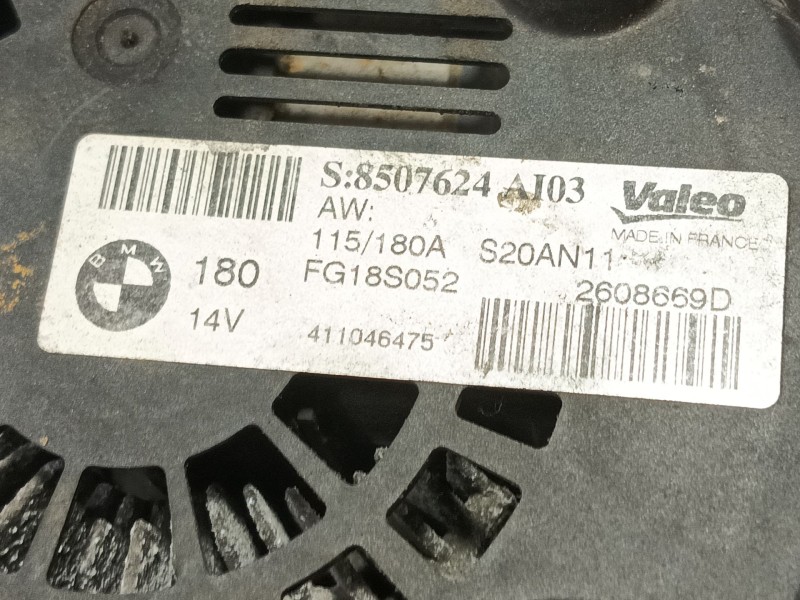 S:8507624 AI03
Valeo
MADE IN FRANCE
AW:
115/180A S20AN11
BMW
180 FG18S052 2608669D
14V
411046475